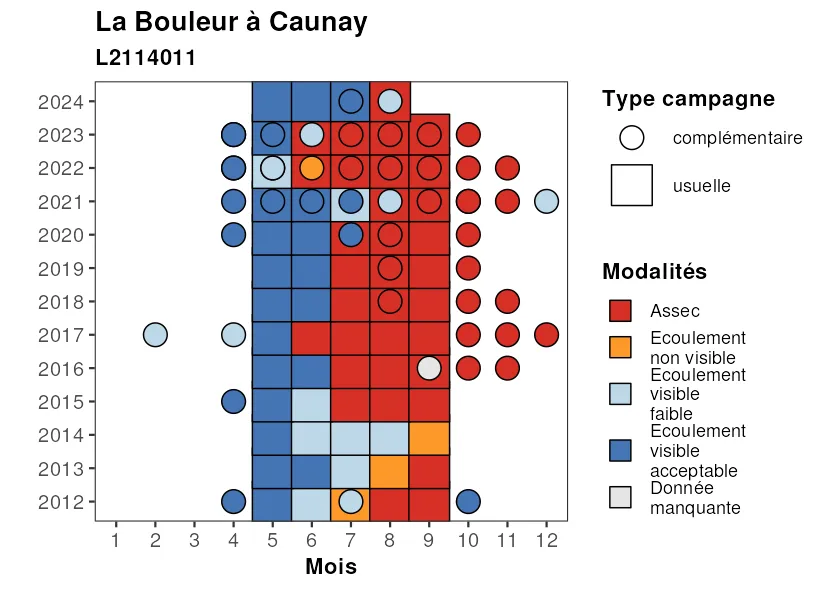 La Bouleur à Caunay
L2114011
2024
2023
2022
2021
2020
2019
2018
2017
2016
2015
2014
2013
2012
1 2 3 4 5 6 7 8 9 10 11 12
Mois
Type campagne
complémentaire
usuelle
Modalités
Assec
Ecoulement
non visible
Ecoulement
visible
faible
Ecoulement
visible
acceptable
Donnée
manquante